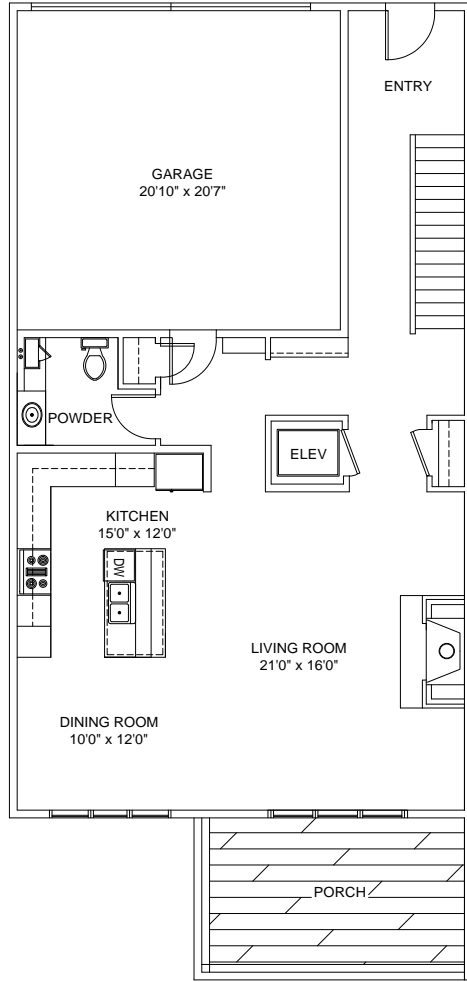 ENTRY
GARAGE
20'10" x 20'7"
POWDER
ELEV
KITCHEN
15'0" x 12'0"
DW
LIVING ROOM
21'0" x 16'0"
DINING ROOM
10'0" x 12'0"
PORCH